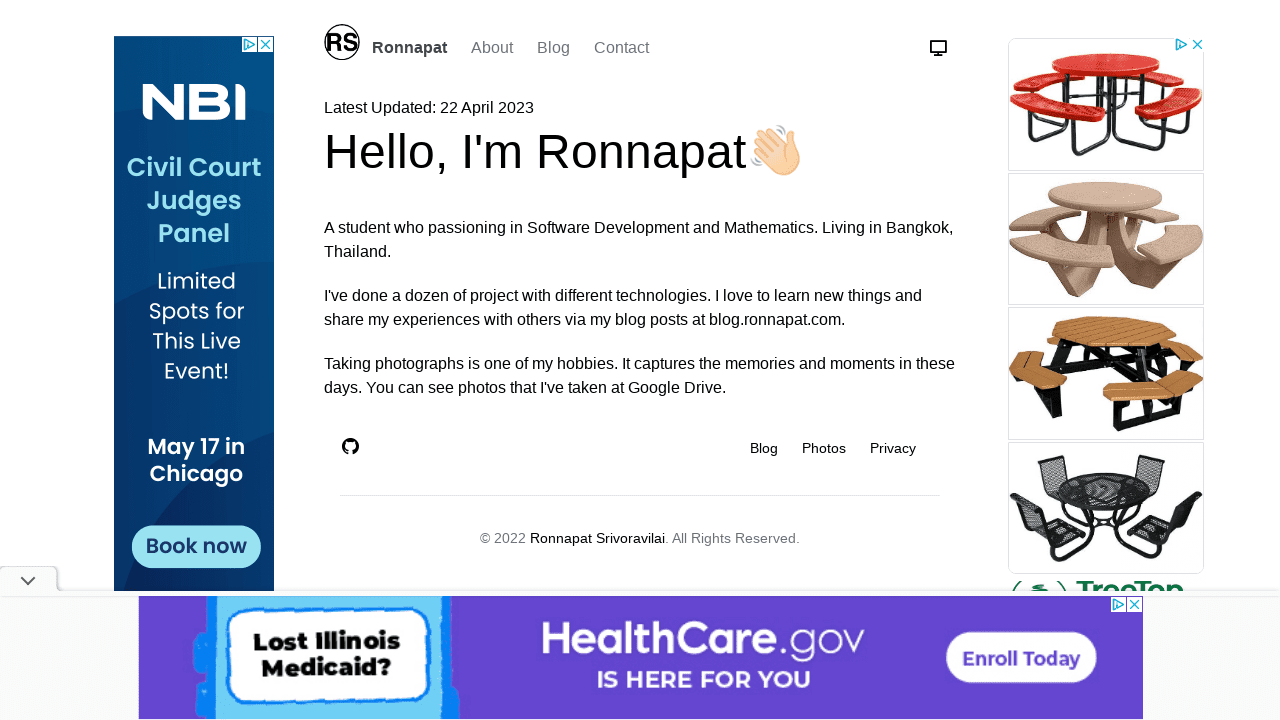 RS
Ronnapat
About
Blog
Contact
NBI
Civil Court
Judges
Panel
Limited
Spots for
This Live
Event!
May 17 in
Chicago
Book now
Latest Updated: 22 April 2023
Hello, I'm Ronnapat👋🏻
A student who passioning in Software Development and Mathematics. Living in Bangkok,
Thailand.
I've done a dozen of project with different technologies. I love to learn new things and
share my experiences with others via my blog posts at blog.ronnapat.com.
Taking photographs is one of my hobbies. It captures the memories and moments in these
days. You can see photos that I've taken at Google Drive.
Blog
Photos
Privacy
© 2022 Ronnapat Srivoravilai. All Rights Reserved.
TreeTop
Lost Illinois
Medicaid?
HealthCare.gov
IS HERE FOR YOU
Enroll Today